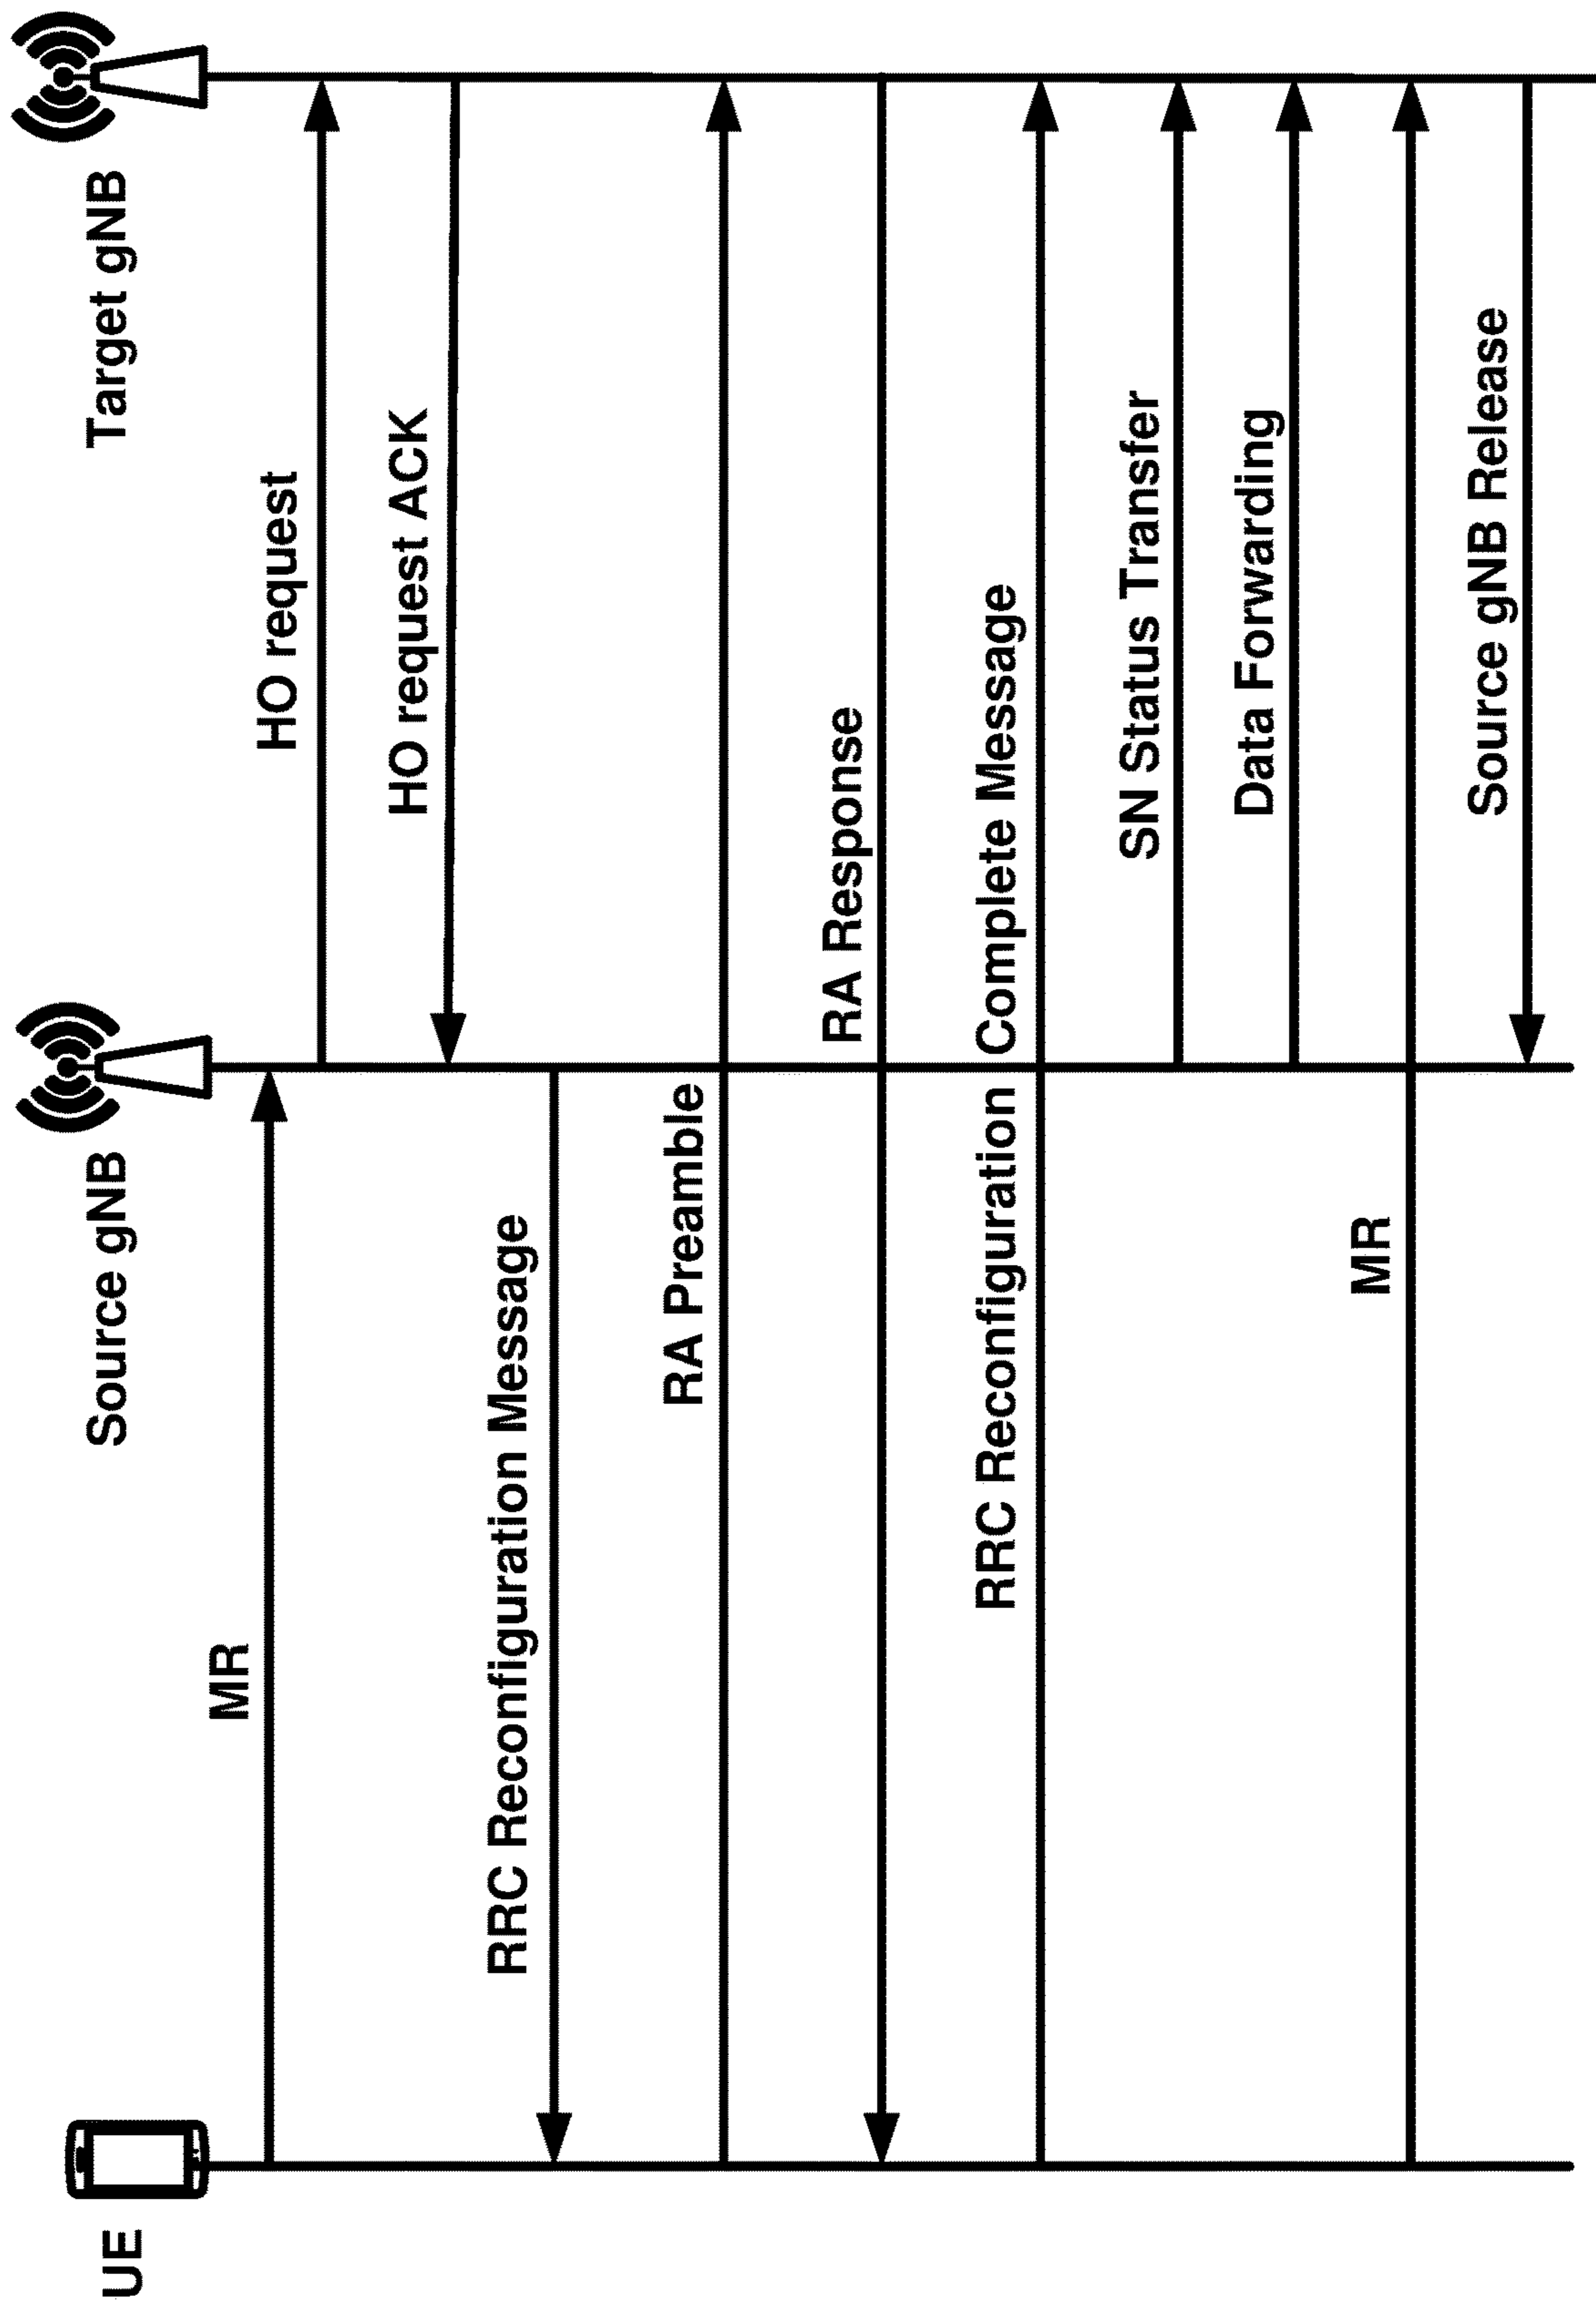 UE
Source gNB
Target gNB
MR
HO request
HO request ACK
RRC Reconfiguration Message
RA Preamble
RA Response
RRC Reconfiguration Complete Message
SN Status Transfer
Data Forwarding
MR
Source gNB Release